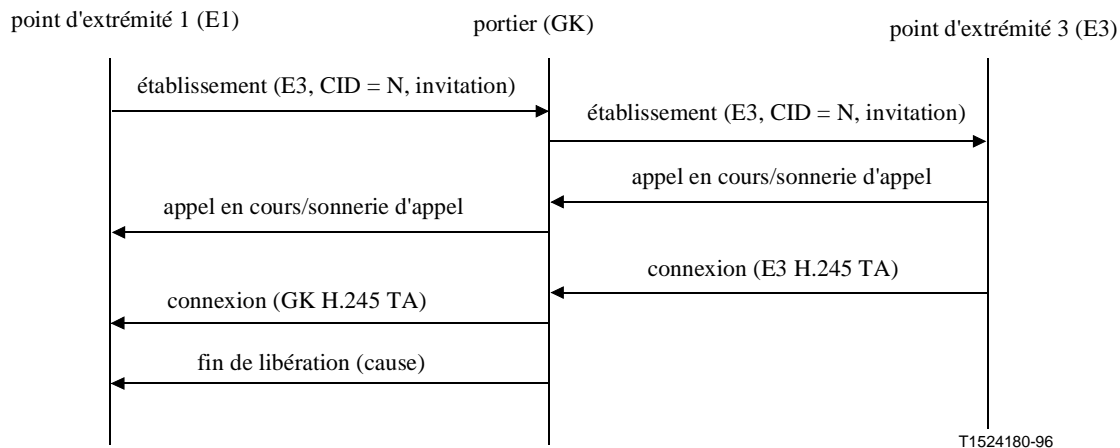 point d'extrémité 1 (E1)
portier (GK)
point d'extrémité 3 (E3)
établissement (E3, CID = N, invitation)
établissement (E3, CID = N, invitation)
appel en cours/sonnerie d'appel
appel en cours/sonnerie d'appel
connexion (E3 H.245 TA)
connexion (GK H.245 TA)
fin de libération (cause)
T1524180-96